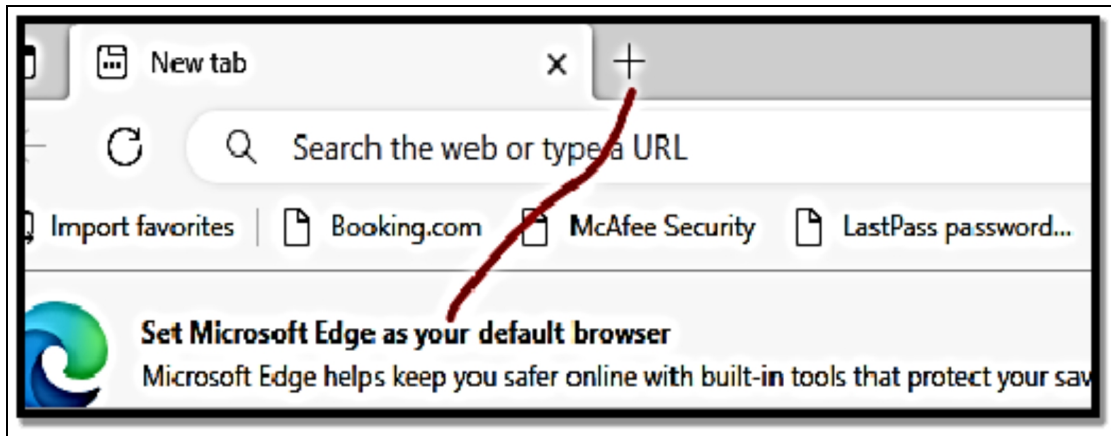 New tab
Search the web or type a URL
Import favorites Booking.com McAfee Security LastPass password...
Set Microsoft Edge as your default browser
Microsoft Edge helps keep you safer online with built-in tools that protect your sav